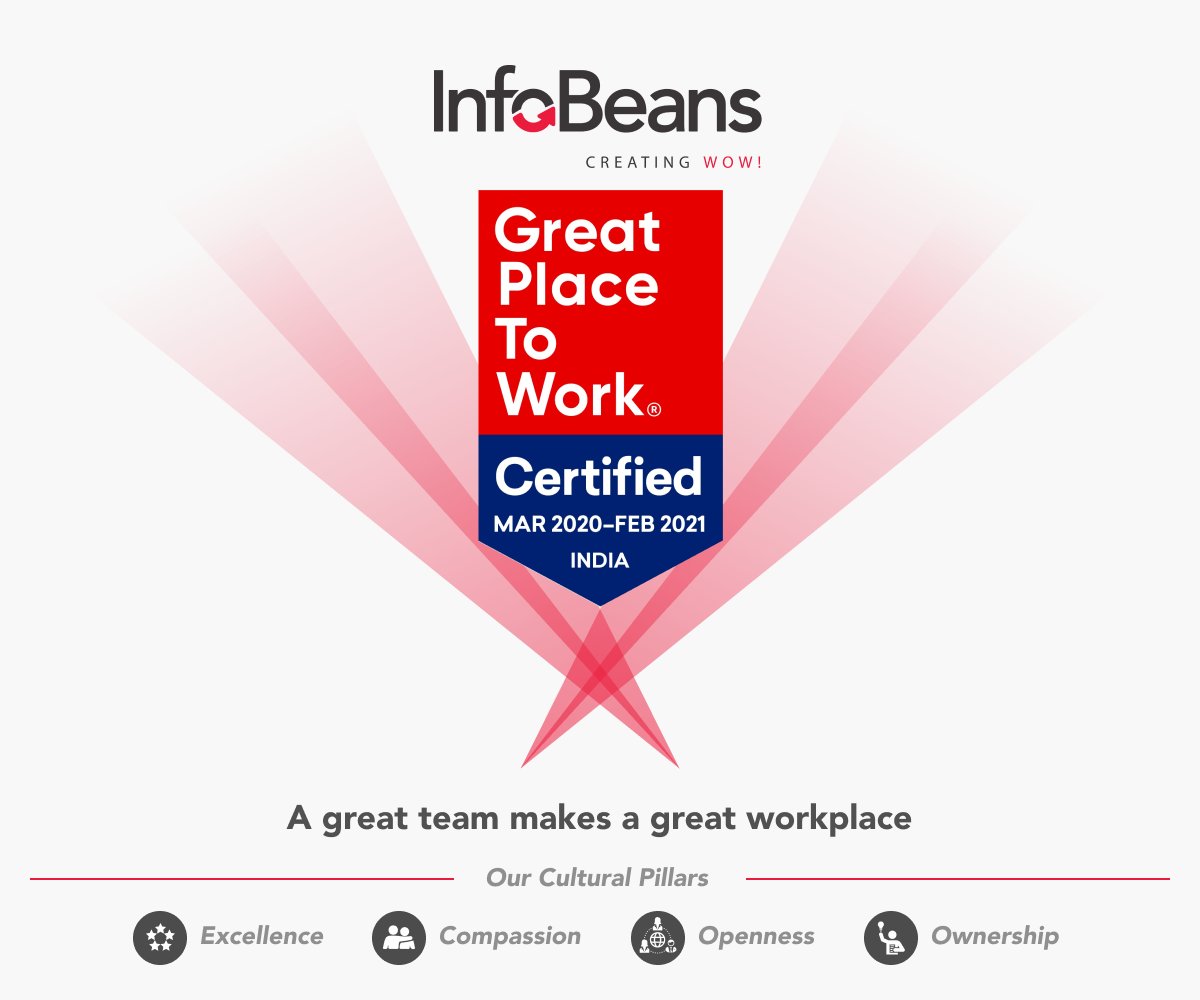 InfoBeans
CREATING WOW!
Great
Place
To
Work®
Certified
MAR 2020–FEB 2021
INDIA
A great team makes a great workplace
Our Cultural Pillars
Excellence Compassion Openness Ownership